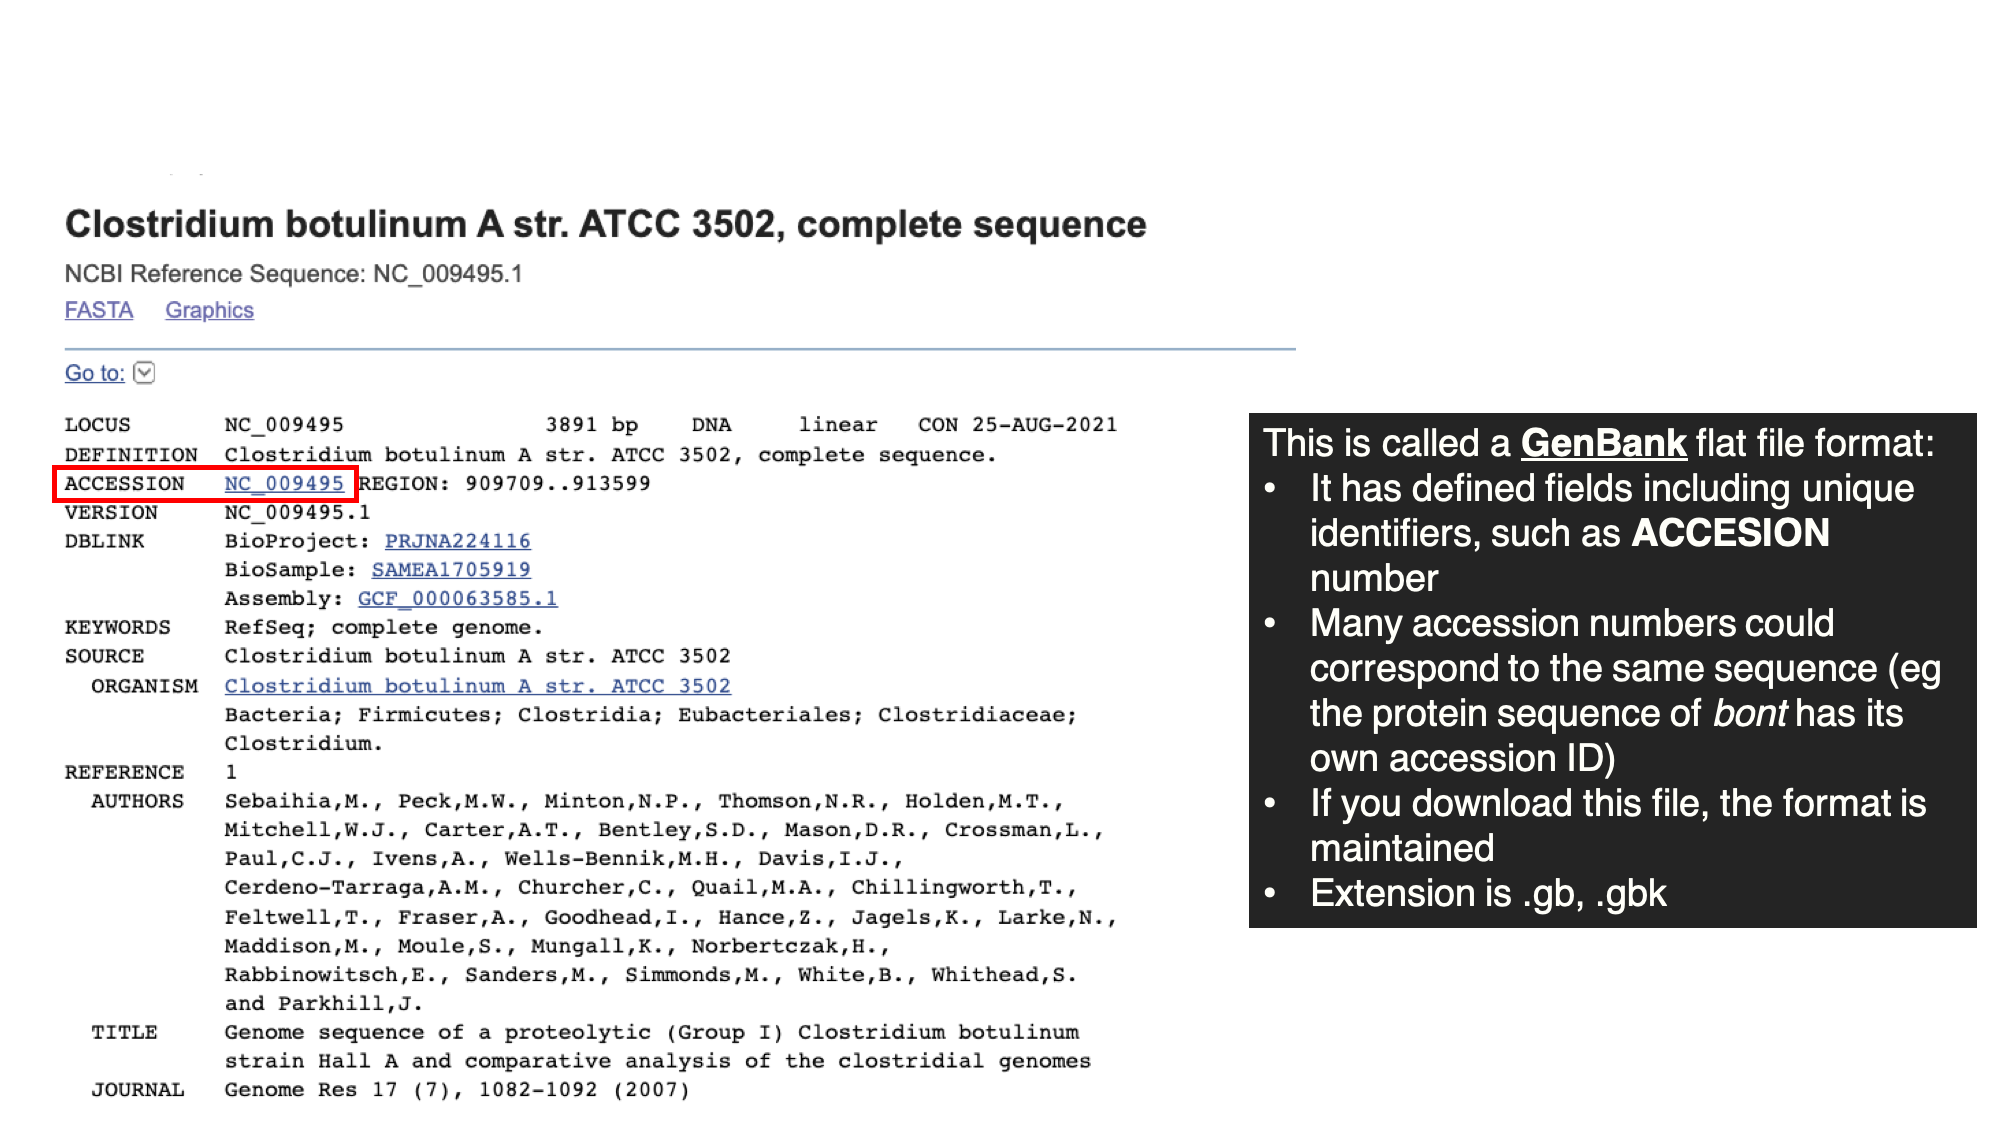 Clostridium botulinum A str. ATCC 3502, complete sequence
NCBI Reference Sequence: NC_009495.1
FASTA Graphics
Go to:
LOCUS NC_009495 3891 bp DNA linear CON 25-AUG-2021
DEFINITION Clostridium botulinum A str. ATCC 3502, complete sequence.
ACCESSION NC_009495 REGION: 909709..913599
VERSION NC_009495.1
DBLINK BioProject: PRJNA224116
BioSample: SAMEA1705919
Assembly: GCF_000063585.1
KEYWORDS RefSeq; complete genome.
SOURCE Clostridium botulinum A str. ATCC 3502
ORGANISM Clostridium botulinum A str. ATCC 3502
Bacteria; Firmicutes; Clostridia; Eubacteriales; Clostridiaceae;
Clostridium.
REFERENCE 1
AUTHORS Sebaihia,M., Peck,M.W., Minton,N.P., Thomson,N.R., Holden,M.T.,
Mitchell,W.J., Carter,A.T., Bentley,S.D., Mason,D.R., Crossman,L.,
Paul,C.J., Ivens,A., Wells-Bennik,M.H., Davis,I.J.,
Cerdeno-Tarraga,A.M., Churcher,C., Quail,M.A., Chillingworth,T.,
Feltwell,T., Fraser,A., Goodhead,I., Hance,Z., Jagels,K., Larke,N.,
Maddison,M., Moule,S., Mungall,K., Norbertczak,H.,
Rabbinowitsch,E., Sanders,M., Simmonds,M., White,B., Whithead,S.
and Parkhill,J.
TITLE Genome sequence of a proteolytic (Group I) Clostridium botulinum
strain Hall A and comparative analysis of the clostridial genomes
JOURNAL Genome Res 17 (7), 1082-1092 (2007)
This is called a GenBank flat file format:
• It has defined fields including unique
identifiers, such as ACCESION
number
• Many accession numbers could
correspond to the same sequence (eg
the protein sequence of bont has its
own accession ID)
• If you download this file, the format is
maintained
• Extension is .gb, .gbk